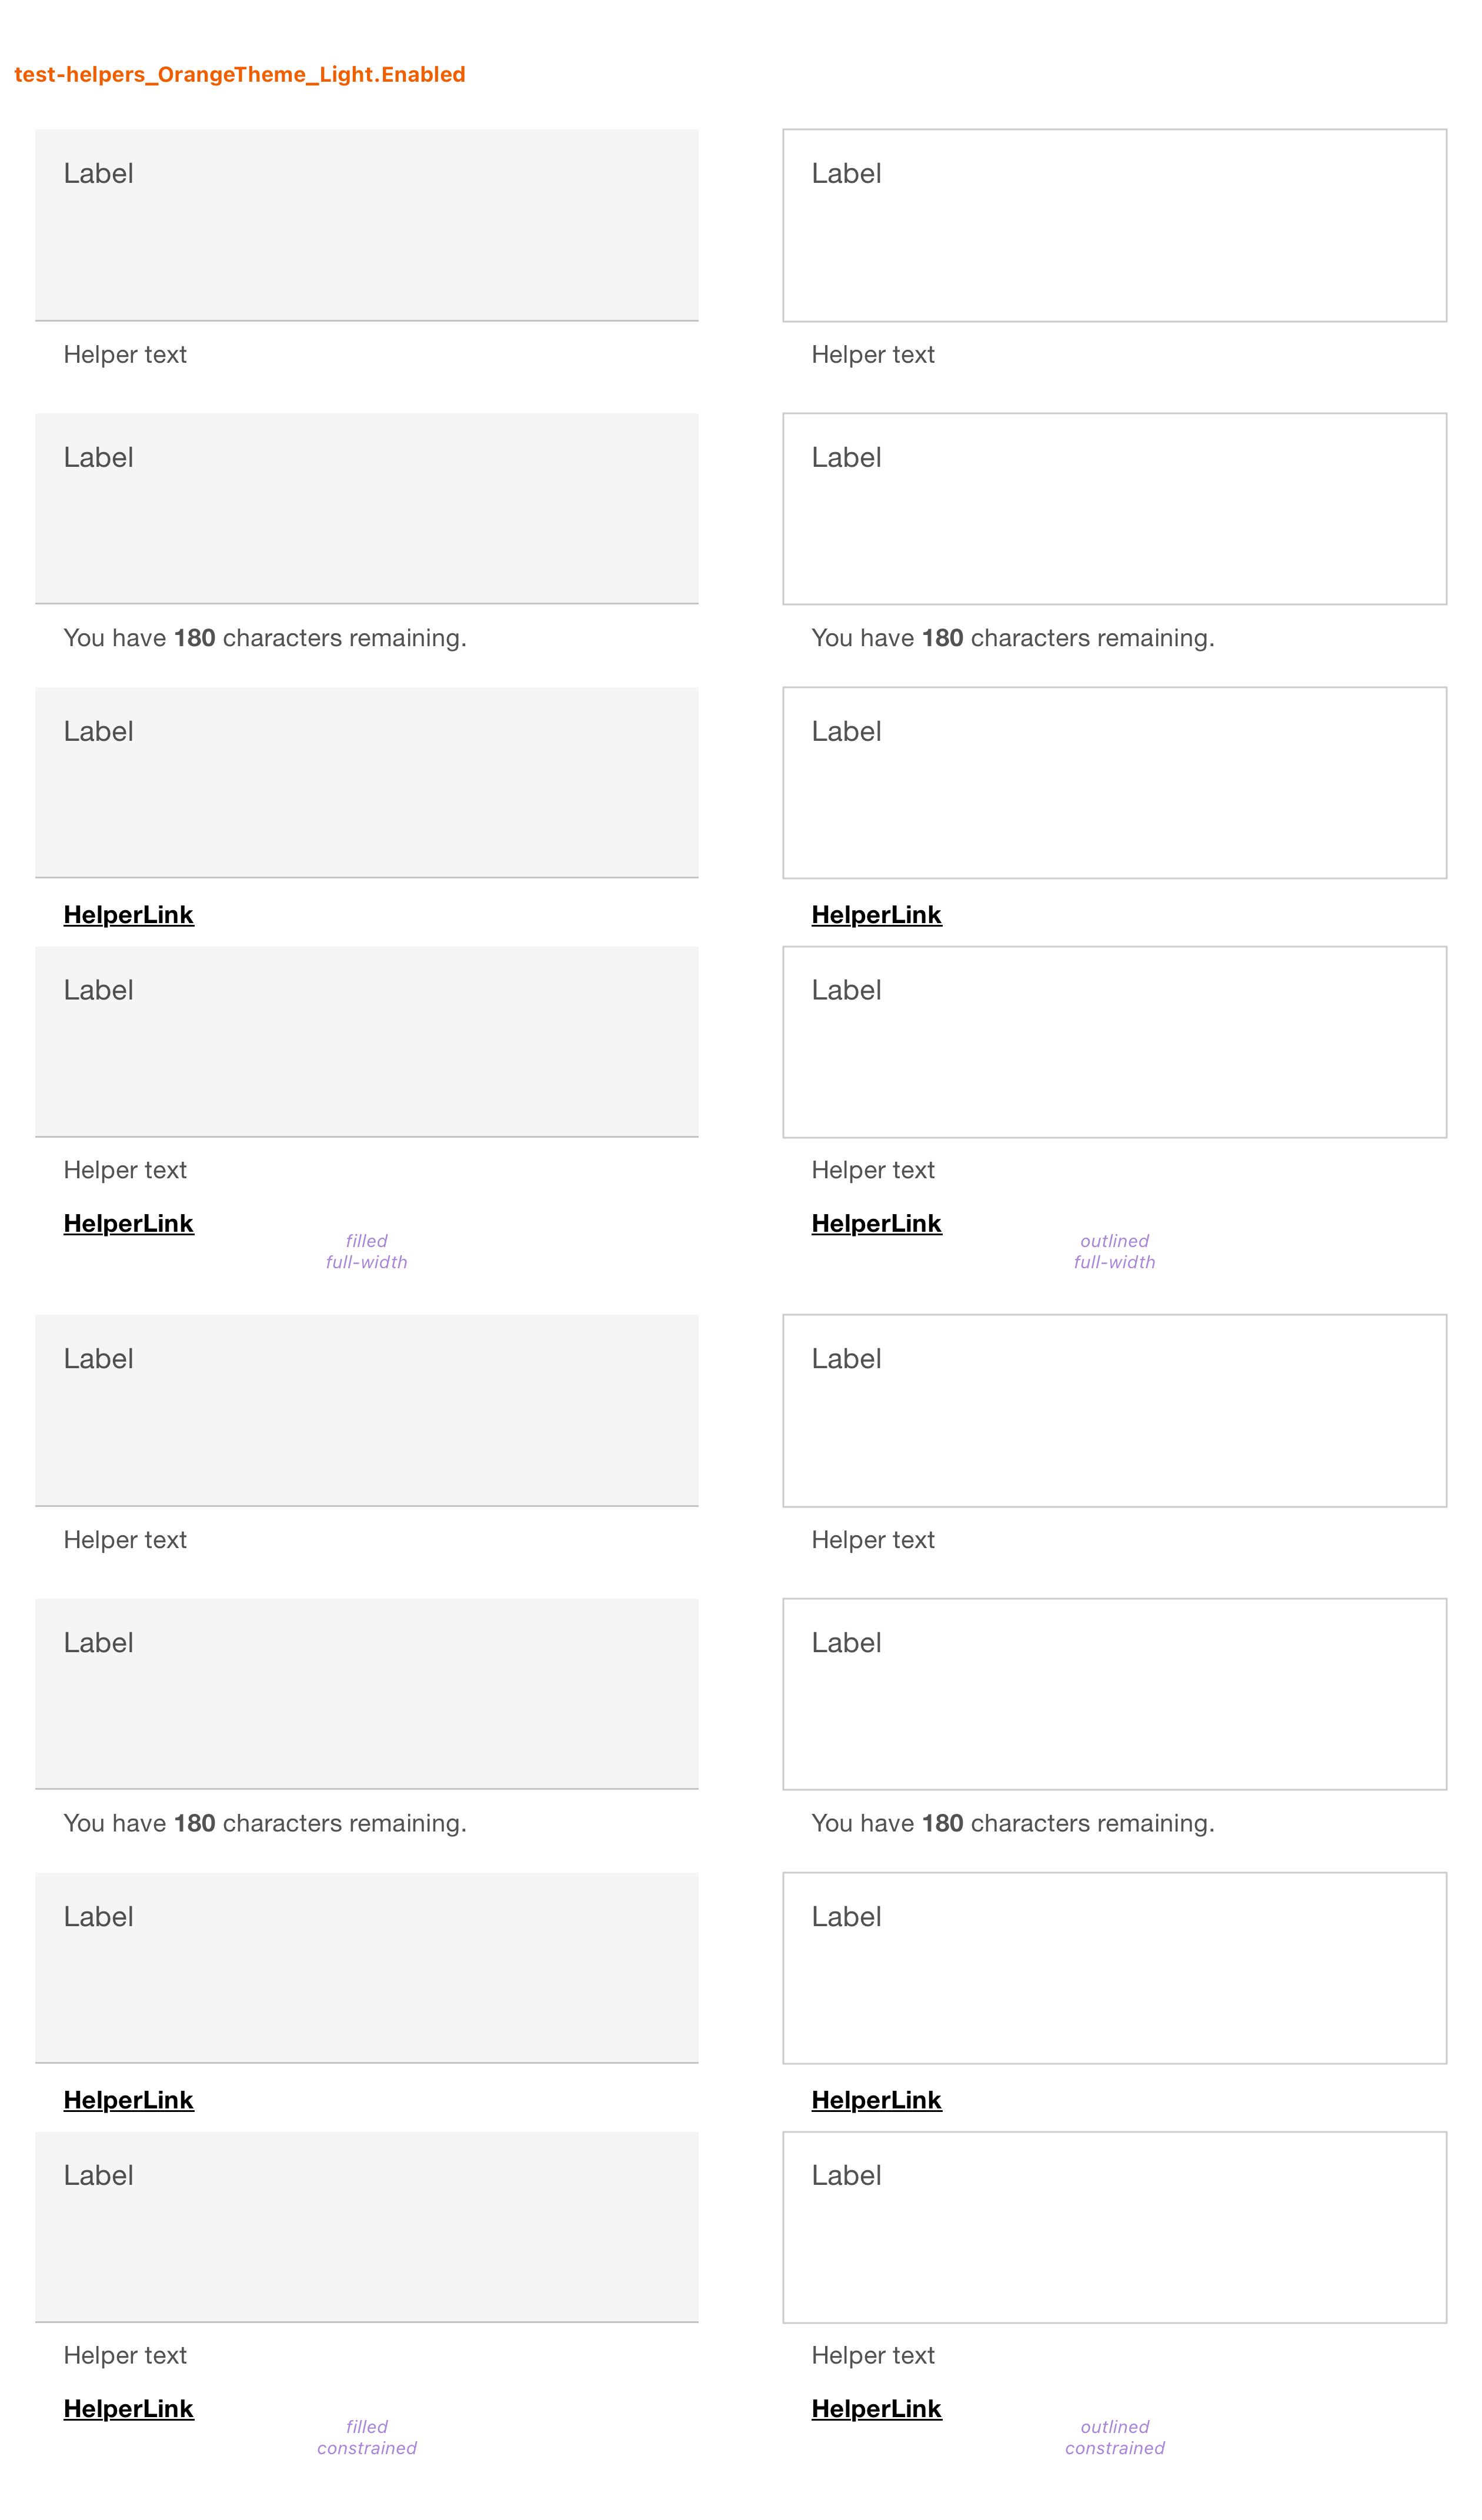 test-helpers_OrangeTheme_Light.Enabled
Label
Label
Helper text
Helper text
Label
Label
You have 180 characters remaining.
You have 180 characters remaining.
Label
Label
HelperLink
HelperLink
Label
Label
Helper text
Helper text
HelperLink
HelperLink
filled
full-width
outlined
full-width
Label
Label
Helper text
Helper text
Label
Label
You have 180 characters remaining.
You have 180 characters remaining.
Label
Label
HelperLink
HelperLink
Label
Label
Helper text
Helper text
HelperLink
HelperLink
filled
constrained
outlined
constrained